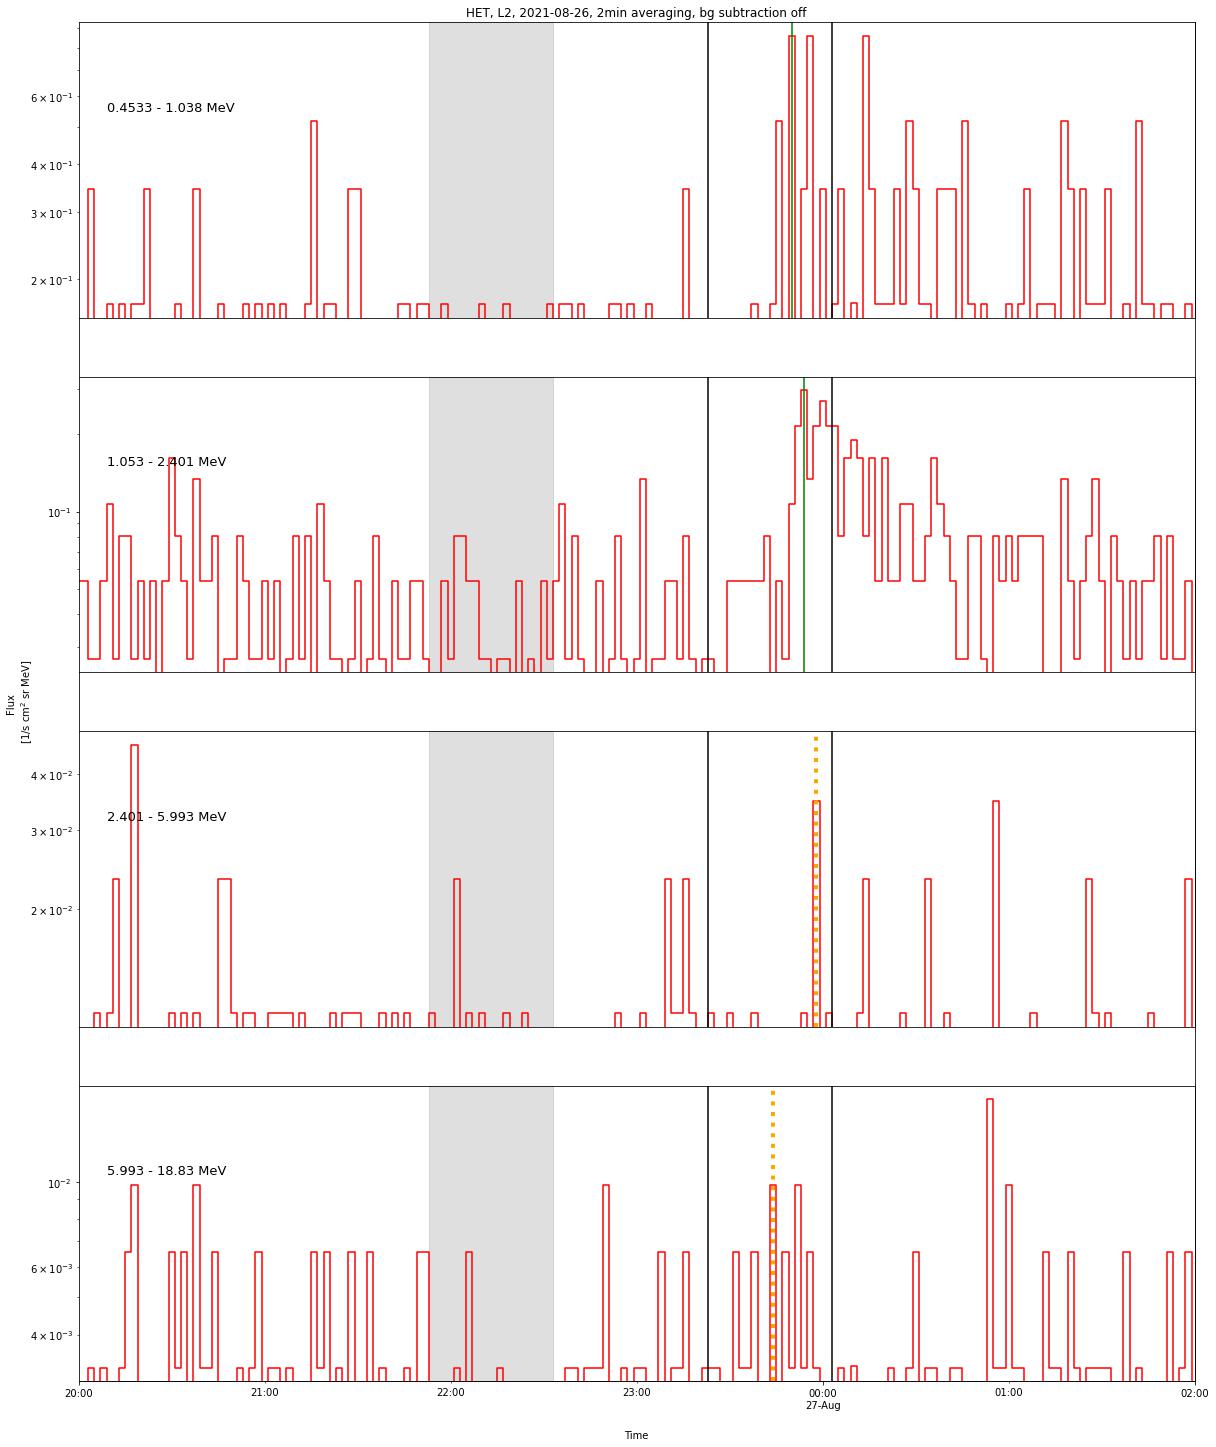 HET, L2, 2021-08-26, 2min averaging, bg subtraction off
6×10⁻¹
0.4533 - 1.038 MeV
4×10⁻¹
3×10⁻¹
2×10⁻¹
1.053 - 2.401 MeV
10⁻¹
Flux
[1/s cm² sr MeV]
4×10⁻²
2.401 - 5.993 MeV
3×10⁻²
2×10⁻²
5.993 - 18.83 MeV
10⁻²
6×10⁻³
4×10⁻³
20:00 21:00 22:00 23:00 00:00 01:00 02:00
27-Aug
Time